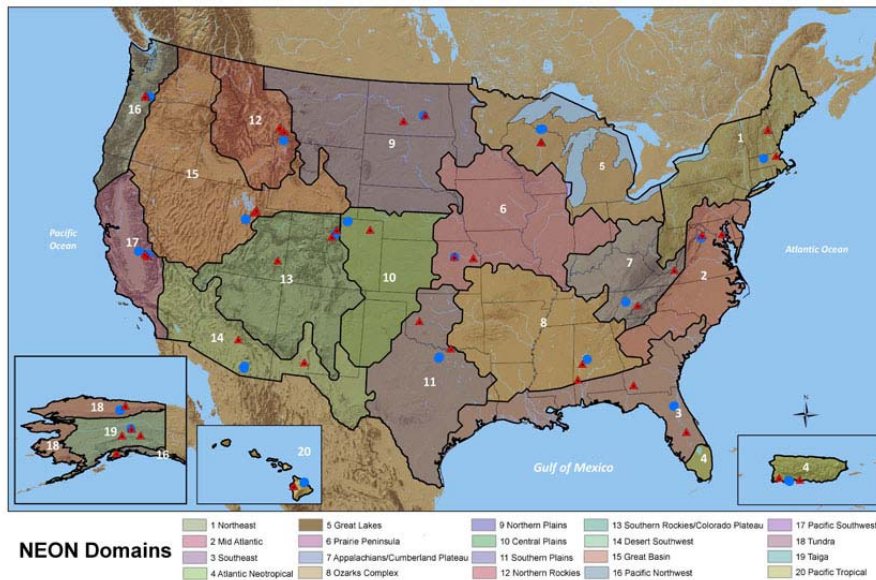 16
12
9
5
1
Pacific
Ocean
15
6
Atlantic Ocean
17
13
10
7
2
14
8
11
3
4
18
19
18
16
20
Gulf of Mexico
N
4
NEON Domains
1 Northeast
2 Mid Atlantic
3 Southeast
4 Atlantic Neotropical
5 Great Lakes
6 Prairie Peninsula
7 Appalachians/Cumberland Plateau
8 Ozarks Complex
9 Northern Plains
10 Central Plains
11 Southern Plains
12 Northern Rockies
13 Southern Rockies/Colorado Plateau
14 Desert Southwest
15 Great Basin
16 Pacific Northwest
17 Pacific Southwest
18 Tundra
19 Taiga
20 Pacific Tropical